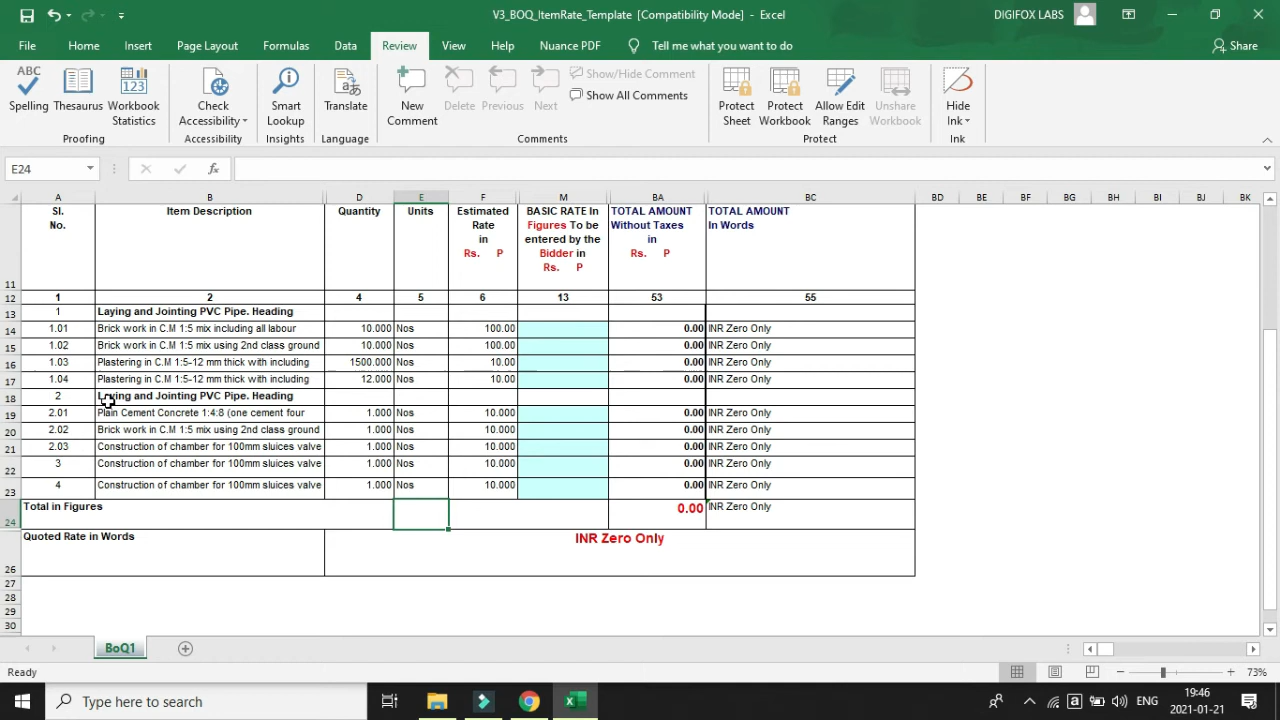 V3_BOQ_ItemRate_Template [Compatibility Mode] - Excel
DIGIFOX LABS
File Home Insert Page Layout Formulas Data Review View Help Nuance PDF Tell me what you want to do Share
ABC
Spelling
Thesaurus
123
Workbook
Statistics
Proofing
Check
Accessibility
Accessibility
Smart
Lookup
Insights
Translate
Language
New
Comment
Delete
Previous
Next
Show/Hide Comment
Show All Comments
Comments
Protect
Sheet
Protect
Workbook
Allow Edit
Ranges
Unshare
Workbook
Protect
Hide
Ink
Ink
E24 fx
A B D E F M BA BC BD BE BF BG BH BI BJ BK
Sl.
No.
Item Description
Quantity
Units
Estimated
Rate
in
Rs. P
BASIC RATE In
Figures To be
entered by the
Bidder in
Rs. P
TOTAL AMOUNT
Without Taxes
in
Rs. P
TOTAL AMOUNT
In Words
11
12 1 2 4 5 6 13 53 55
13 1 Laying and Jointing PVC Pipe. Heading
14 1.01 Brick work in C.M 1:5 mix including all labour 10.000 Nos 100.00 0.00 INR Zero Only
15 1.02 Brick work in C.M 1:5 mix using 2nd class ground 10.000 Nos 100.00 0.00 INR Zero Only
16 1.03 Plastering in C.M 1:5-12 mm thick with including 1500.000 Nos 10.00 0.00 INR Zero Only
17 1.04 Plastering in C.M 1:5-12 mm thick with including 12.000 Nos 10.00 0.00 INR Zero Only
18 2 Laying and Jointing PVC Pipe. Heading
19 2.01 Plain Cement Concrete 1:4:8 (one cement four 1.000 Nos 10.000 0.00 INR Zero Only
20 2.02 Brick work in C.M 1:5 mix using 2nd class ground 1.000 Nos 10.000 0.00 INR Zero Only
21 2.03 Construction of chamber for 100mm sluices valve 1.000 Nos 10.000 0.00 INR Zero Only
22 3 Construction of chamber for 100mm sluices valve 1.000 Nos 10.000 0.00 INR Zero Only
23 4 Construction of chamber for 100mm sluices valve 1.000 Nos 10.000 0.00 INR Zero Only
24 Total in Figures 0.00 INR Zero Only
26 Quoted Rate in Words INR Zero Only
27
28
29
30
BoQ1
Ready 73%
Type here to search
A
ENG
19:46
2021-01-21